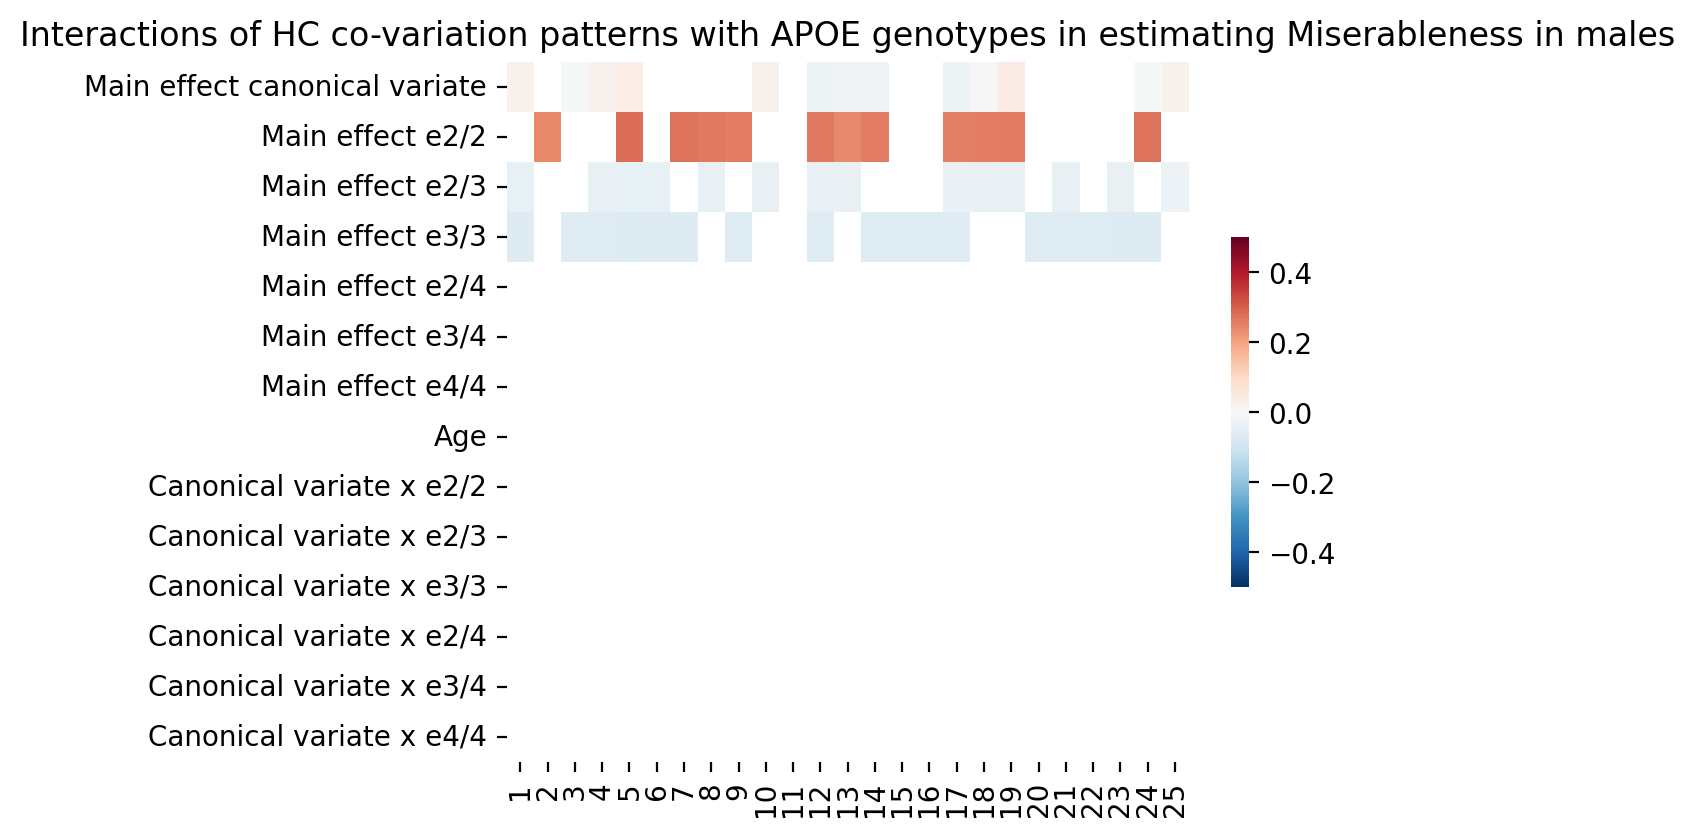 Interactions of HC co-variation patterns with APOE genotypes in estimating Miserableness in males
Main effect canonical variate
Main effect e2/2
Main effect e2/3
Main effect e3/3
Main effect e2/4
Main effect e3/4
Main effect e4/4
Age
Canonical variate x e2/2
Canonical variate x e2/3
Canonical variate x e3/3
Canonical variate x e2/4
Canonical variate x e3/4
Canonical variate x e4/4
1 2 3 4 5 6 7 8 9 10 11 12 13 14 15 16 17 18 19 20 21 22 23 24 25
0.4
0.2
0.0
−0.2
−0.4